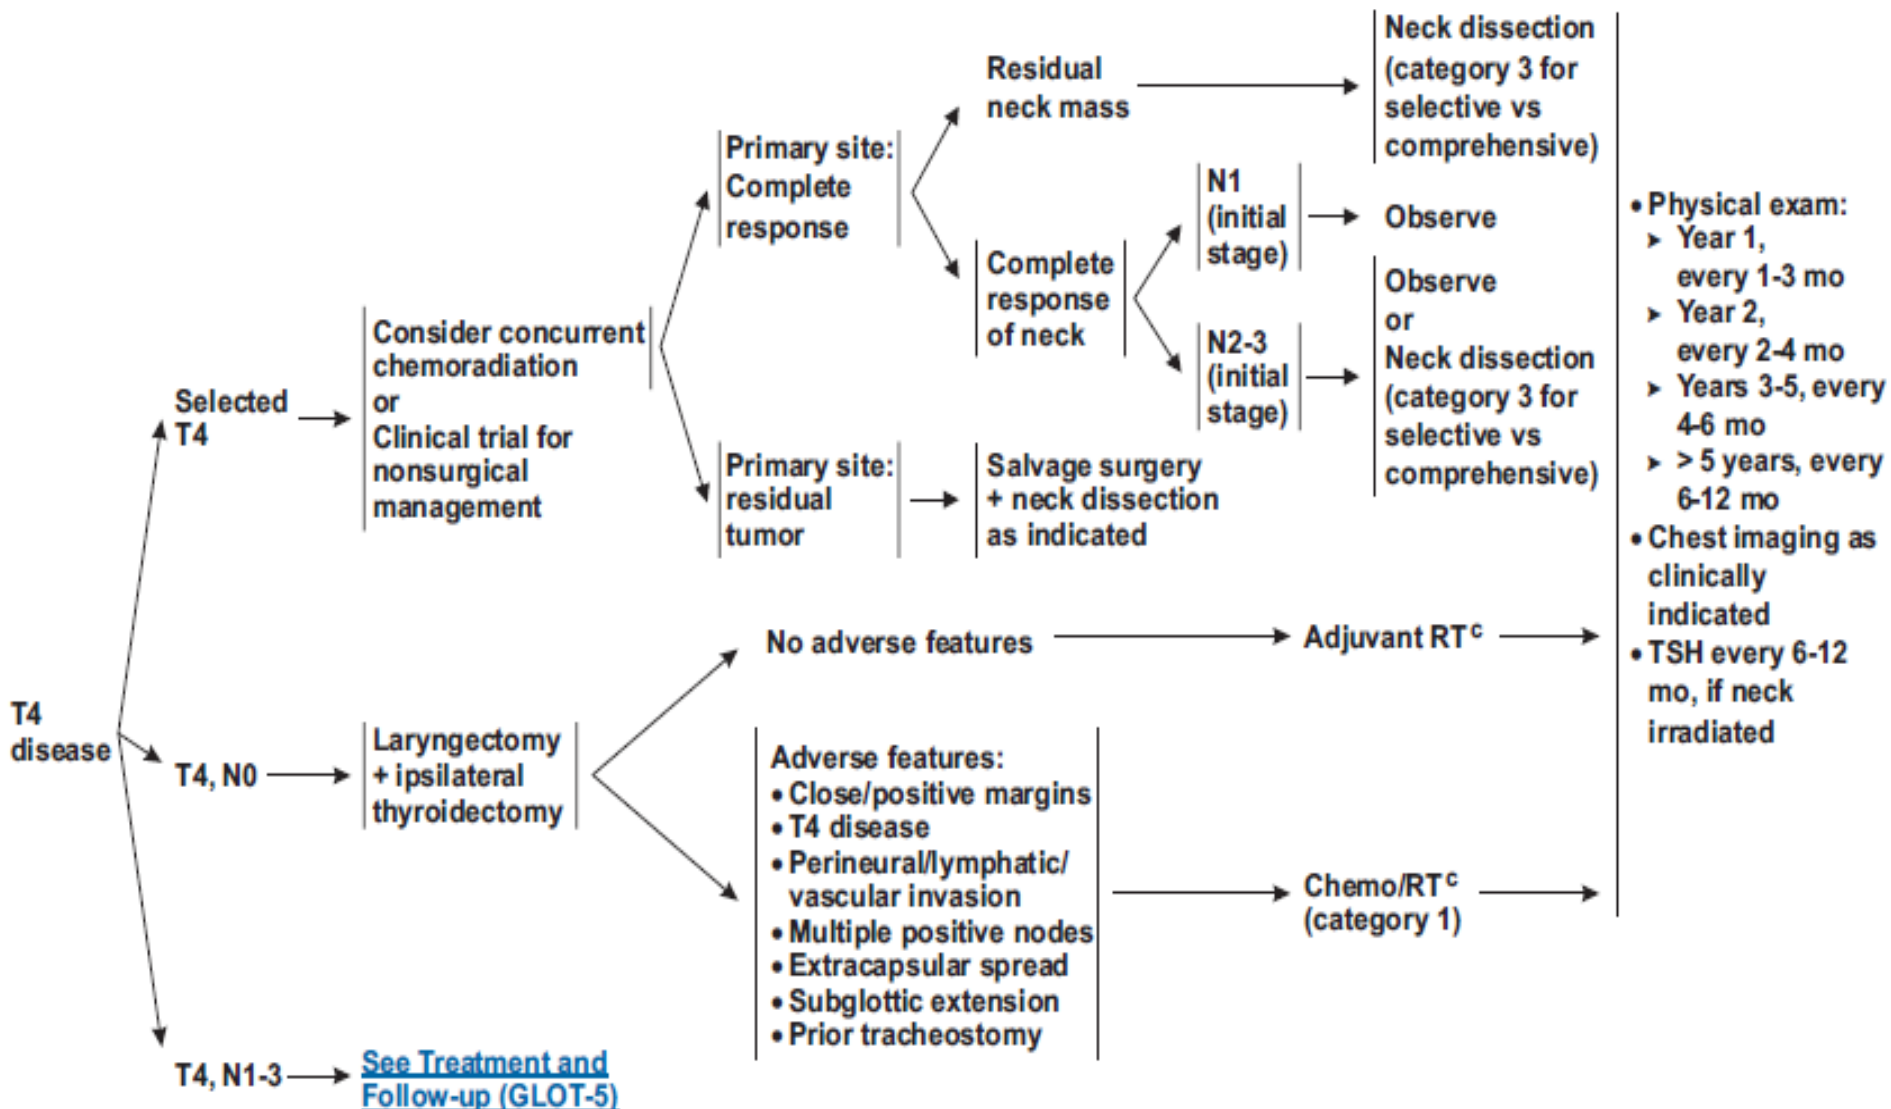 T4
disease
Selected
T4
Consider concurrent
chemoradiation
or
Clinical trial for
nonsurgical
management
Primary site:
Complete
response
Residual
neck mass
Neck dissection
(category 3 for
selective vs
comprehensive)
Complete
response
of neck
N1
(initial
stage)
Observe
N2-3
(initial
stage)
Observe
or
Neck dissection
(category 3 for
selective vs
comprehensive)
Primary site:
residual
tumor
Salvage surgery
+ neck dissection
as indicated
T4, N0
Laryngectomy
+ ipsilateral
thyroidectomy
No adverse features
Adjuvant RT c
Adverse features:
• Close/positive margins
• T4 disease
• Perineural/lymphatic/
vascular invasion
• Multiple positive nodes
• Extracapsular spread
• Subglottic extension
• Prior tracheostomy
Chemo/RT c
(category 1)
T4, N1-3
See Treatment and
Follow-up (GLOT-5)
• Physical exam:
➤ Year 1,
every 1-3 mo
➤ Year 2,
every 2-4 mo
➤ Years 3-5, every
4-6 mo
➤ > 5 years, every
6-12 mo
• Chest imaging as
clinically
indicated
• TSH every 6-12
mo, if neck
irradiated